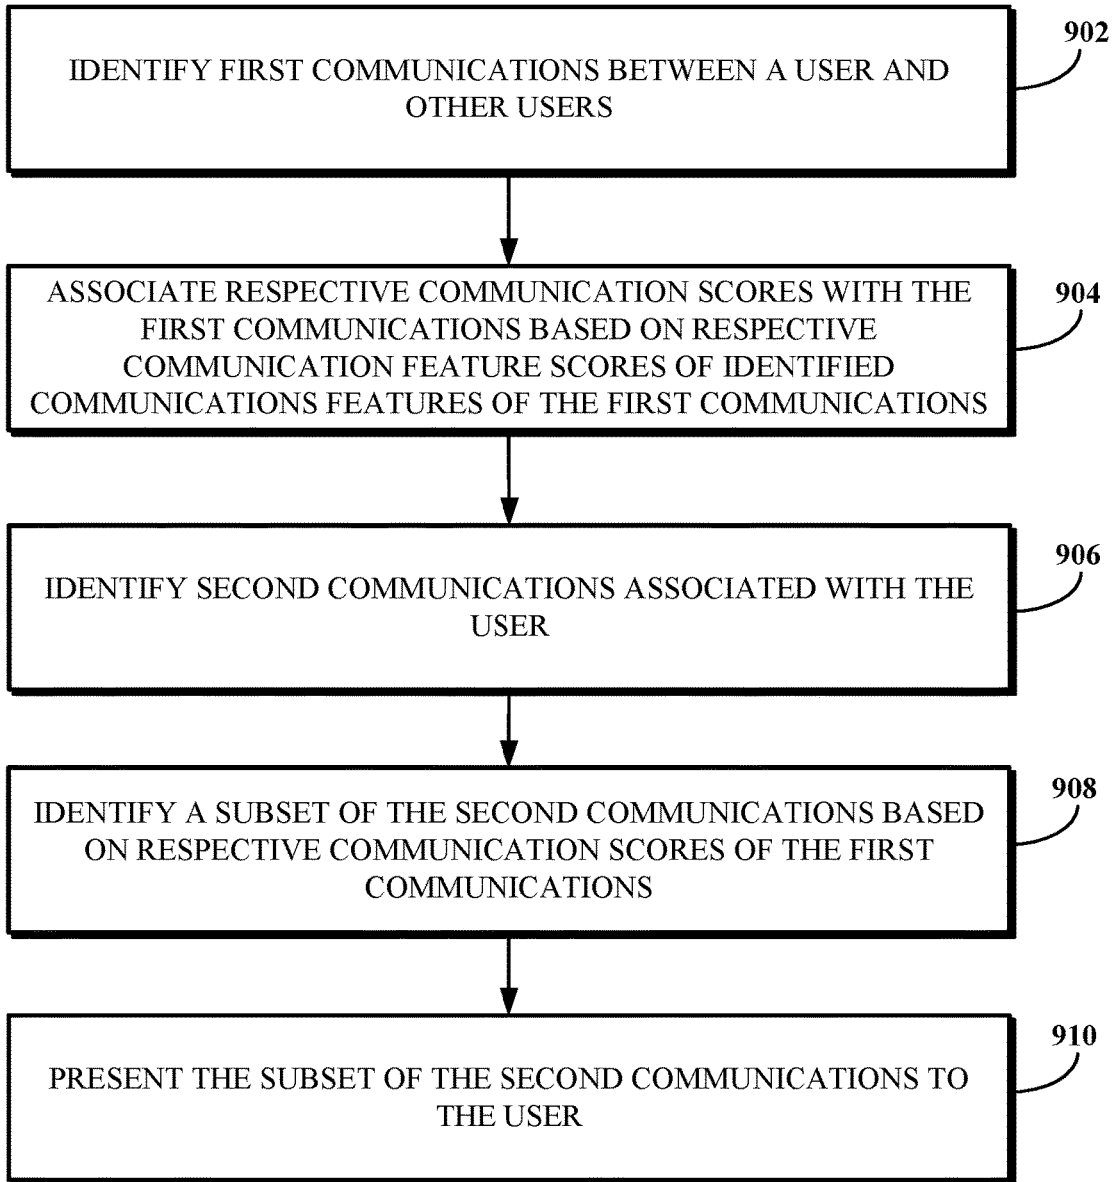 IDENTIFY FIRST COMMUNICATIONS BETWEEN A USER AND
OTHER USERS
902
ASSOCIATE RESPECTIVE COMMUNICATION SCORES WITH THE
FIRST COMMUNICATIONS BASED ON RESPECTIVE
COMMUNICATION FEATURE SCORES OF IDENTIFIED
COMMUNICATIONS FEATURES OF THE FIRST COMMUNICATIONS
904
IDENTIFY SECOND COMMUNICATIONS ASSOCIATED WITH THE
USER
906
IDENTIFY A SUBSET OF THE SECOND COMMUNICATIONS BASED
ON RESPECTIVE COMMUNICATION SCORES OF THE FIRST
COMMUNICATIONS
908
PRESENT THE SUBSET OF THE SECOND COMMUNICATIONS TO
THE USER
910